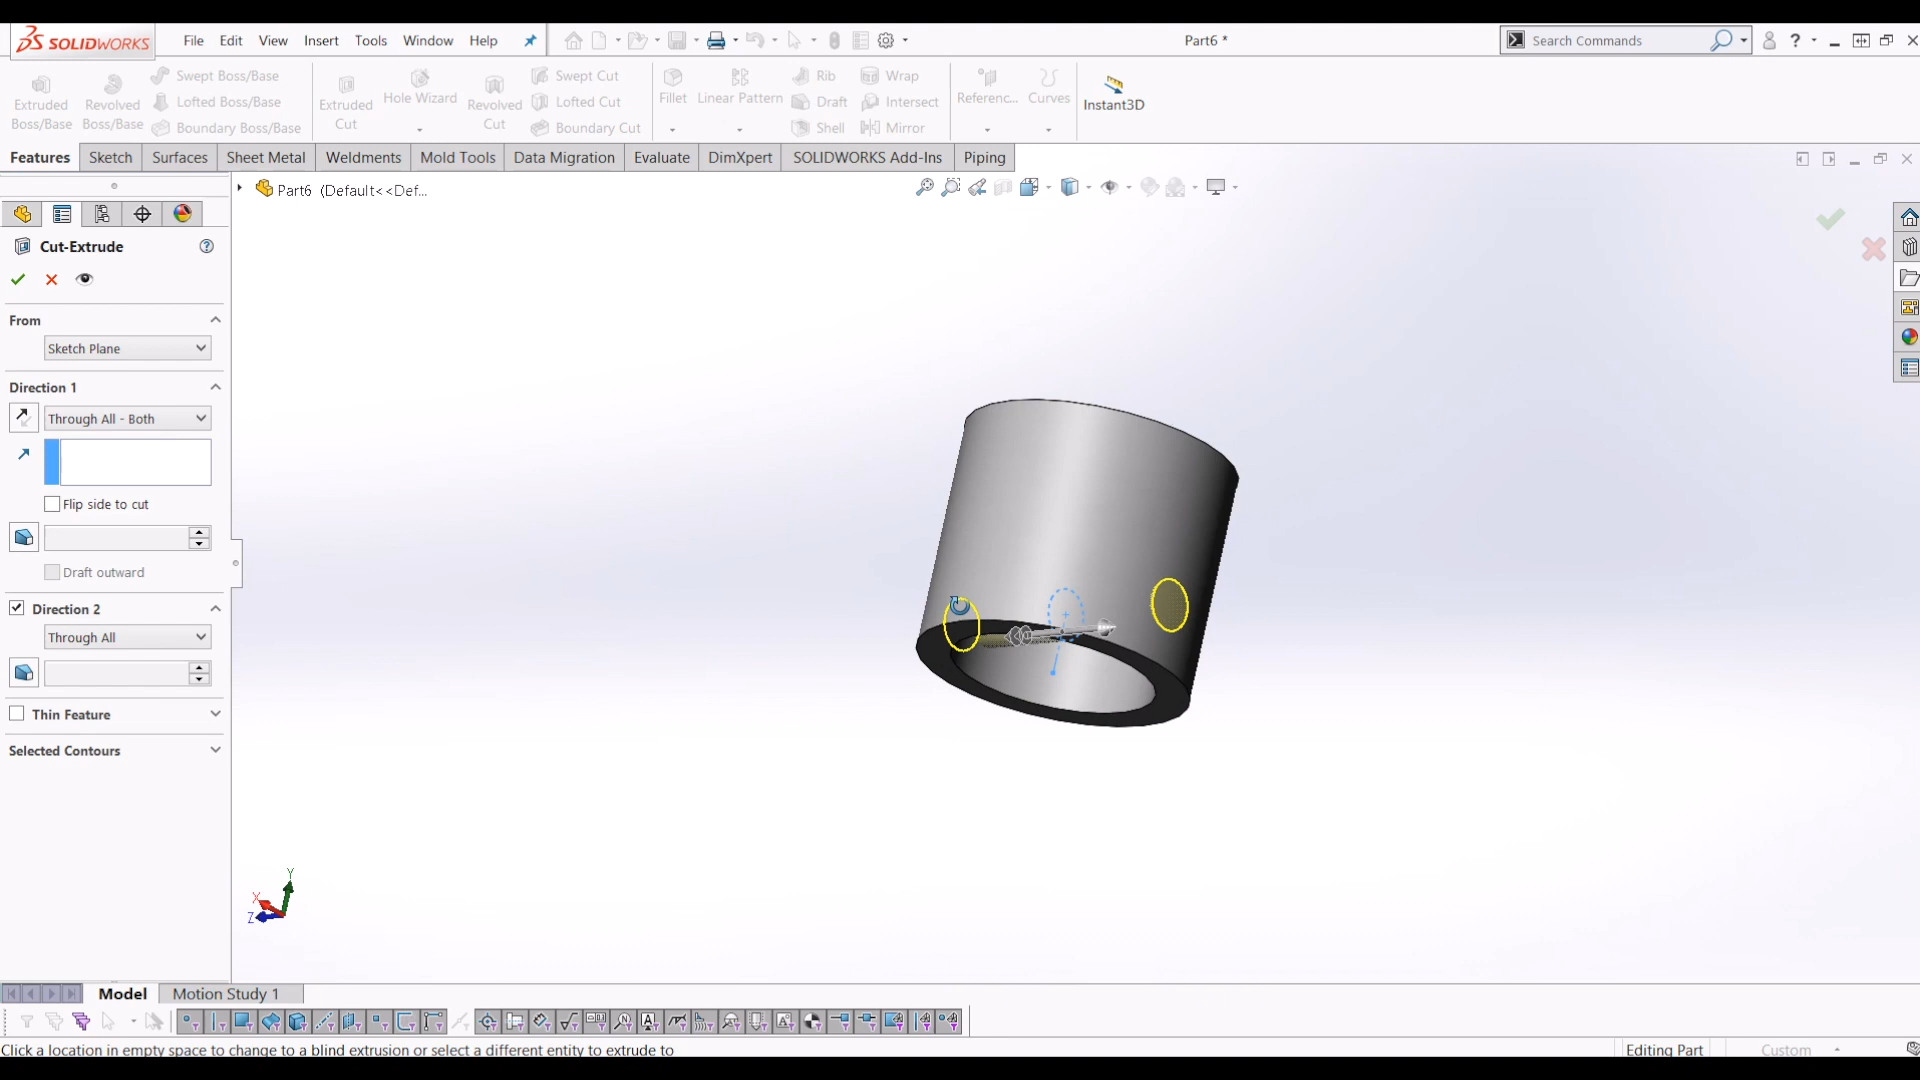 SOLIDWORKS File Edit View Insert Tools Window Help Part6 * Search Commands ?
Extruded Boss/Base
Revolved Boss/Base
Swept Boss/Base
Lofted Boss/Base
Boundary Boss/Base
Extruded Cut
Hole Wizard
Revolved Cut
Swept Cut
Lofted Cut
Boundary Cut
Fillet
Linear Pattern
Rib
Draft
Shell
Wrap
Intersect
Mirror
Referenc...
Curves
Instant3D
Features Sketch Surfaces Sheet Metal Weldments Mold Tools Data Migration Evaluate DimXpert SOLIDWORKS Add-Ins Piping
Part6 (Default<<Def...
Cut-Extrude ?
From
Sketch Plane
Direction 1
Through All - Both
Flip side to cut
Draft outward
Direction 2
Through All
Thin Feature
Selected Contours
Y
X
Z
Model Motion Study 1
Click a location in empty space to change to a blind extrusion or select a different entity to extrude to
Editing Part Custom